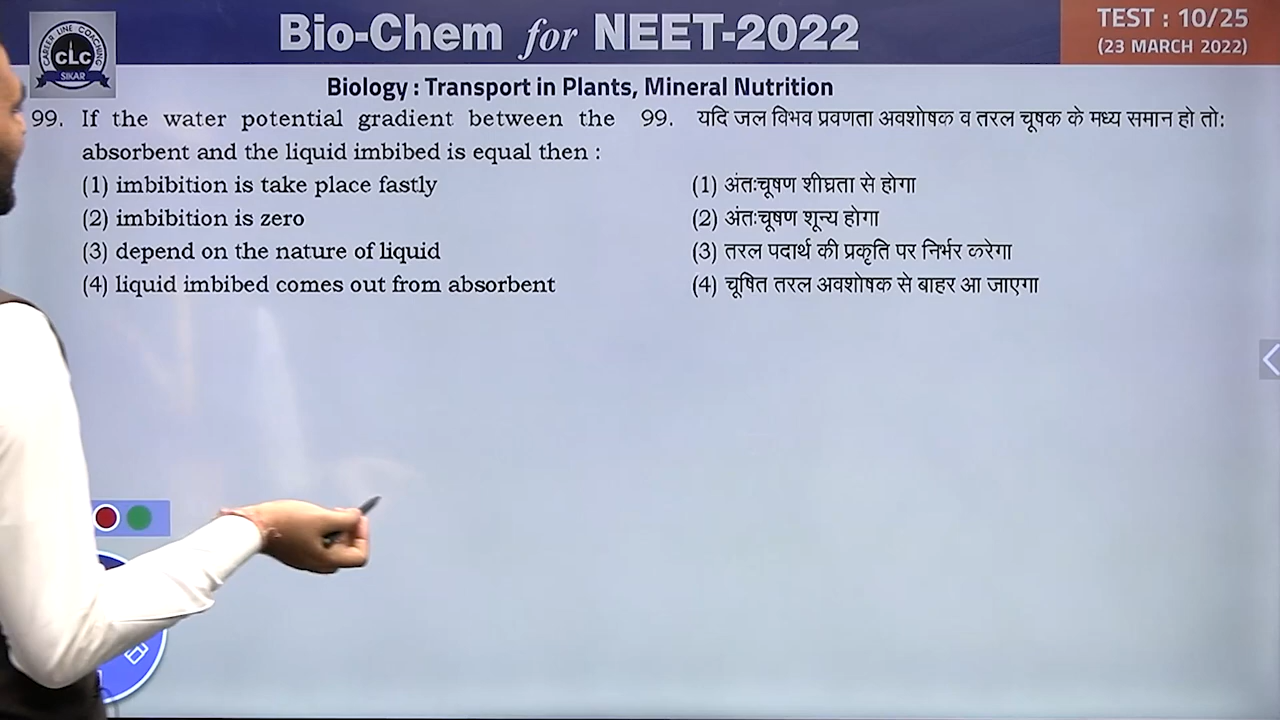 CAREER LINE COACHING
CLC
SIKAR
Bio-Chem for NEET-2022
TEST : 10/25
(23 MARCH 2022)
Biology : Transport in Plants, Mineral Nutrition
99. If the water potential gradient between the
absorbent and the liquid imbibed is equal then :
(1) imbibition is take place fastly
(2) imbibition is zero
(3) depend on the nature of liquid
(4) liquid imbibed comes out from absorbent
99. यदि जल विभव प्रवणता अवशोषक व तरल चूषक के मध्य समान हो तो:
(1) अंतःचूषण शीघ्रता से होगा
(2) अंतःचूषण शून्य होगा
(3) तरल पदार्थ की प्रकृति पर निर्भर करेगा
(4) चूषित तरल अवशोषक से बाहर आ जाएगा